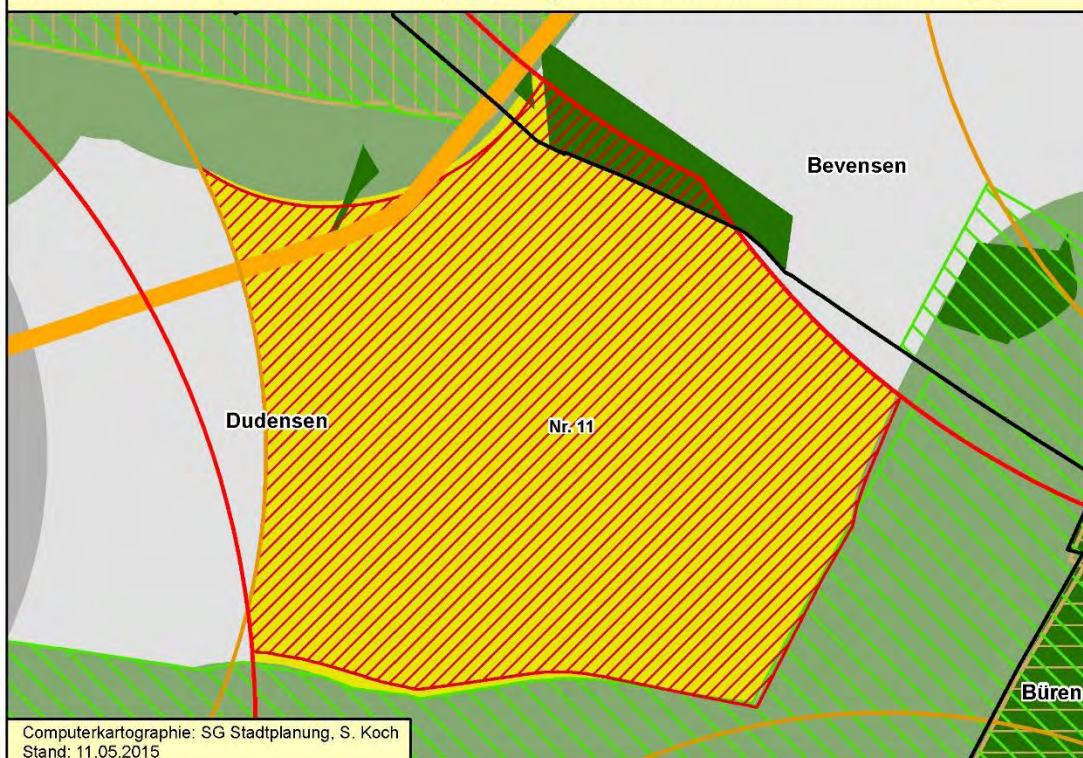 Bevensen
Dudensen
Nr. 11
Büren
Computerkartographie: SG Stadtplanung, S. Koch
Stand: 11.05.2015